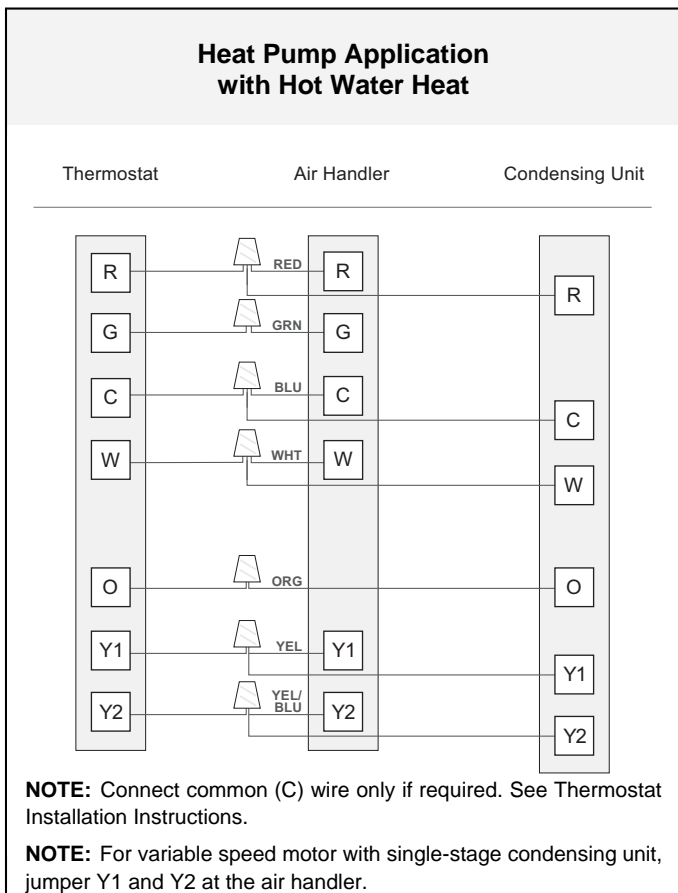 Heat Pump Application
with Hot Water Heat
Thermostat Air Handler Condensing Unit
R RED R
R
G GRN G
C BLU C
C
W WHT W
W
O ORG O
Y1 YEL Y1
Y1
YEL/
Y2 BLU Y2
Y2
NOTE: Connect common (C) wire only if required. See Thermostat
Installation Instructions.
NOTE: For variable speed motor with single-stage condensing unit,
jumper Y1 and Y2 at the air handler.